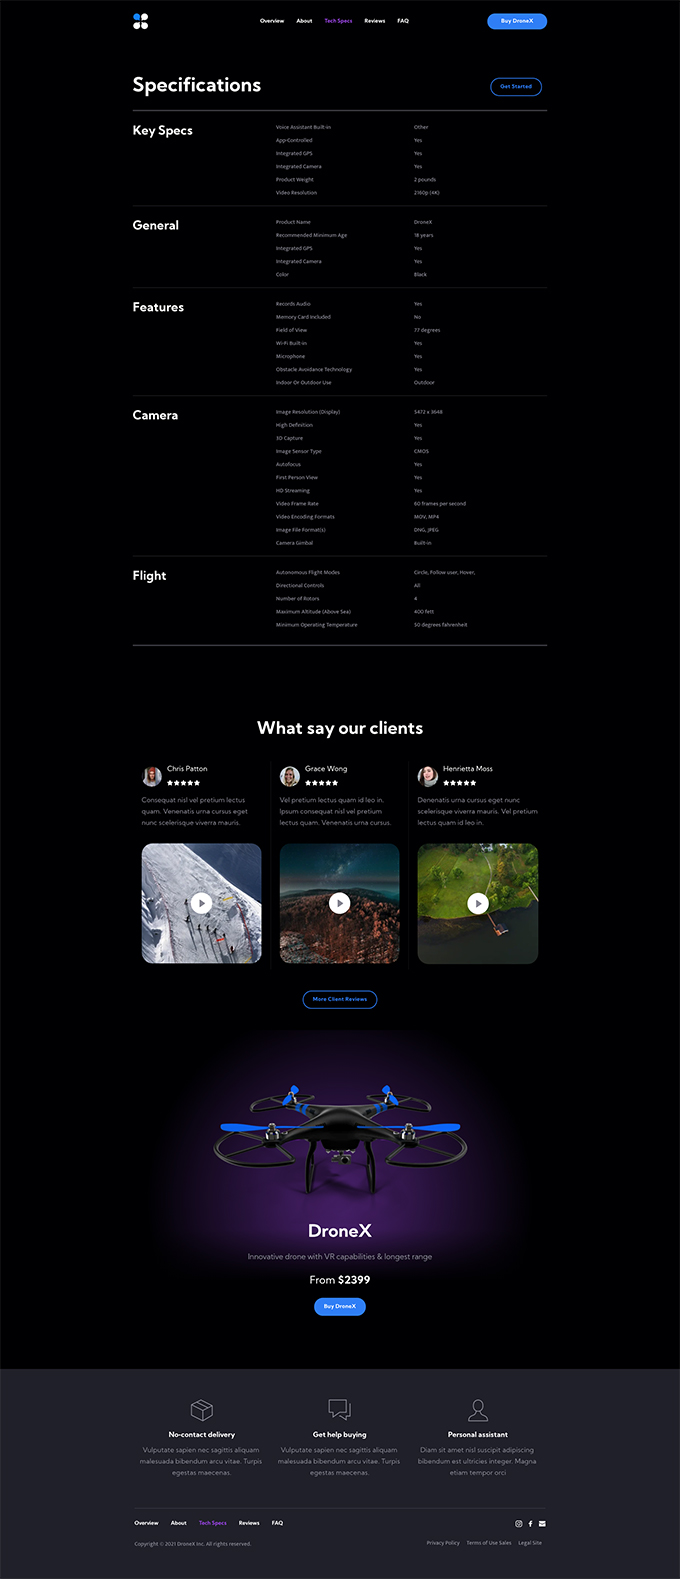 Overview About Tech Specs Reviews FAQ Buy DroneX
Specifications Get Started
Key Specs
Voice Assistant Built-in Other
App-Controlled Yes
Integrated GPS Yes
Integrated Camera Yes
Product Weight 2 pounds
Video Resolution 2160p (4K)
General
Product Name DroneX
Recommended Minimum Age 18 years
Integrated GPS Yes
Integrated Camera Yes
Color Black
Features
Records Audio Yes
Memory Card Included No
Field of View 77 degrees
Wi-Fi Built-in Yes
Microphone Yes
Obstacle Avoidance Technology Yes
Indoor Or Outdoor Use Outdoor
Camera
Image Resolution (Display) 5472 x 3648
High Definition Yes
3D Capture Yes
Image Sensor Type CMOS
Autofocus Yes
First Person View Yes
HD Streaming Yes
Video Frame Rate 60 frames per second
Video Encoding Formats MOV, MP4
Image File Format(s) DNG, JPEG
Camera Gimbal Built-in
Flight
Autonomous Flight Modes Circle, Follow user, Hover,
Directional Controls All
Number of Rotors 4
Maximum Altitude (Above Sea) 400 fett
Minimum Operating Temperature 50 degrees fahrenheit
What say our clients
Chris Patton
Consequat nisl vel pretium lectus
quam. Venenatis urna cursus eget
nunc scelerisque viverra mauris.
Grace Wong
Vel pretium lectus quam id leo in.
Ipsum consequat nisl vel pretium
lectus quam. Venenatis urna cursus.
Henrietta Moss
Denenatis urna cursus eget nunc
scelerisque viverra mauris. Vel pretium
lectus quam id leo in.
More Client Reviews
DroneX
Innovative drone with VR capabilities & longest range
From $2399
Buy DroneX
No-contact delivery
Vulputate sapien nec sagittis aliquam
malesuada bibendum arcu vitae. Turpis
egestas maecenas.
Get help buying
Vulputate sapien nec sagittis aliquam
malesuada bibendum arcu vitae. Turpis
egestas maecenas.
Personal assistant
Diam sit amet nisl suscipit adipiscing
bibendum est ultricies integer. Magna
etiam tempor orci
Overview About Tech Specs Reviews FAQ
Copyright © 2021 DroneX Inc. All rights reserved. Privacy Policy Terms of Use Sales Legal Site